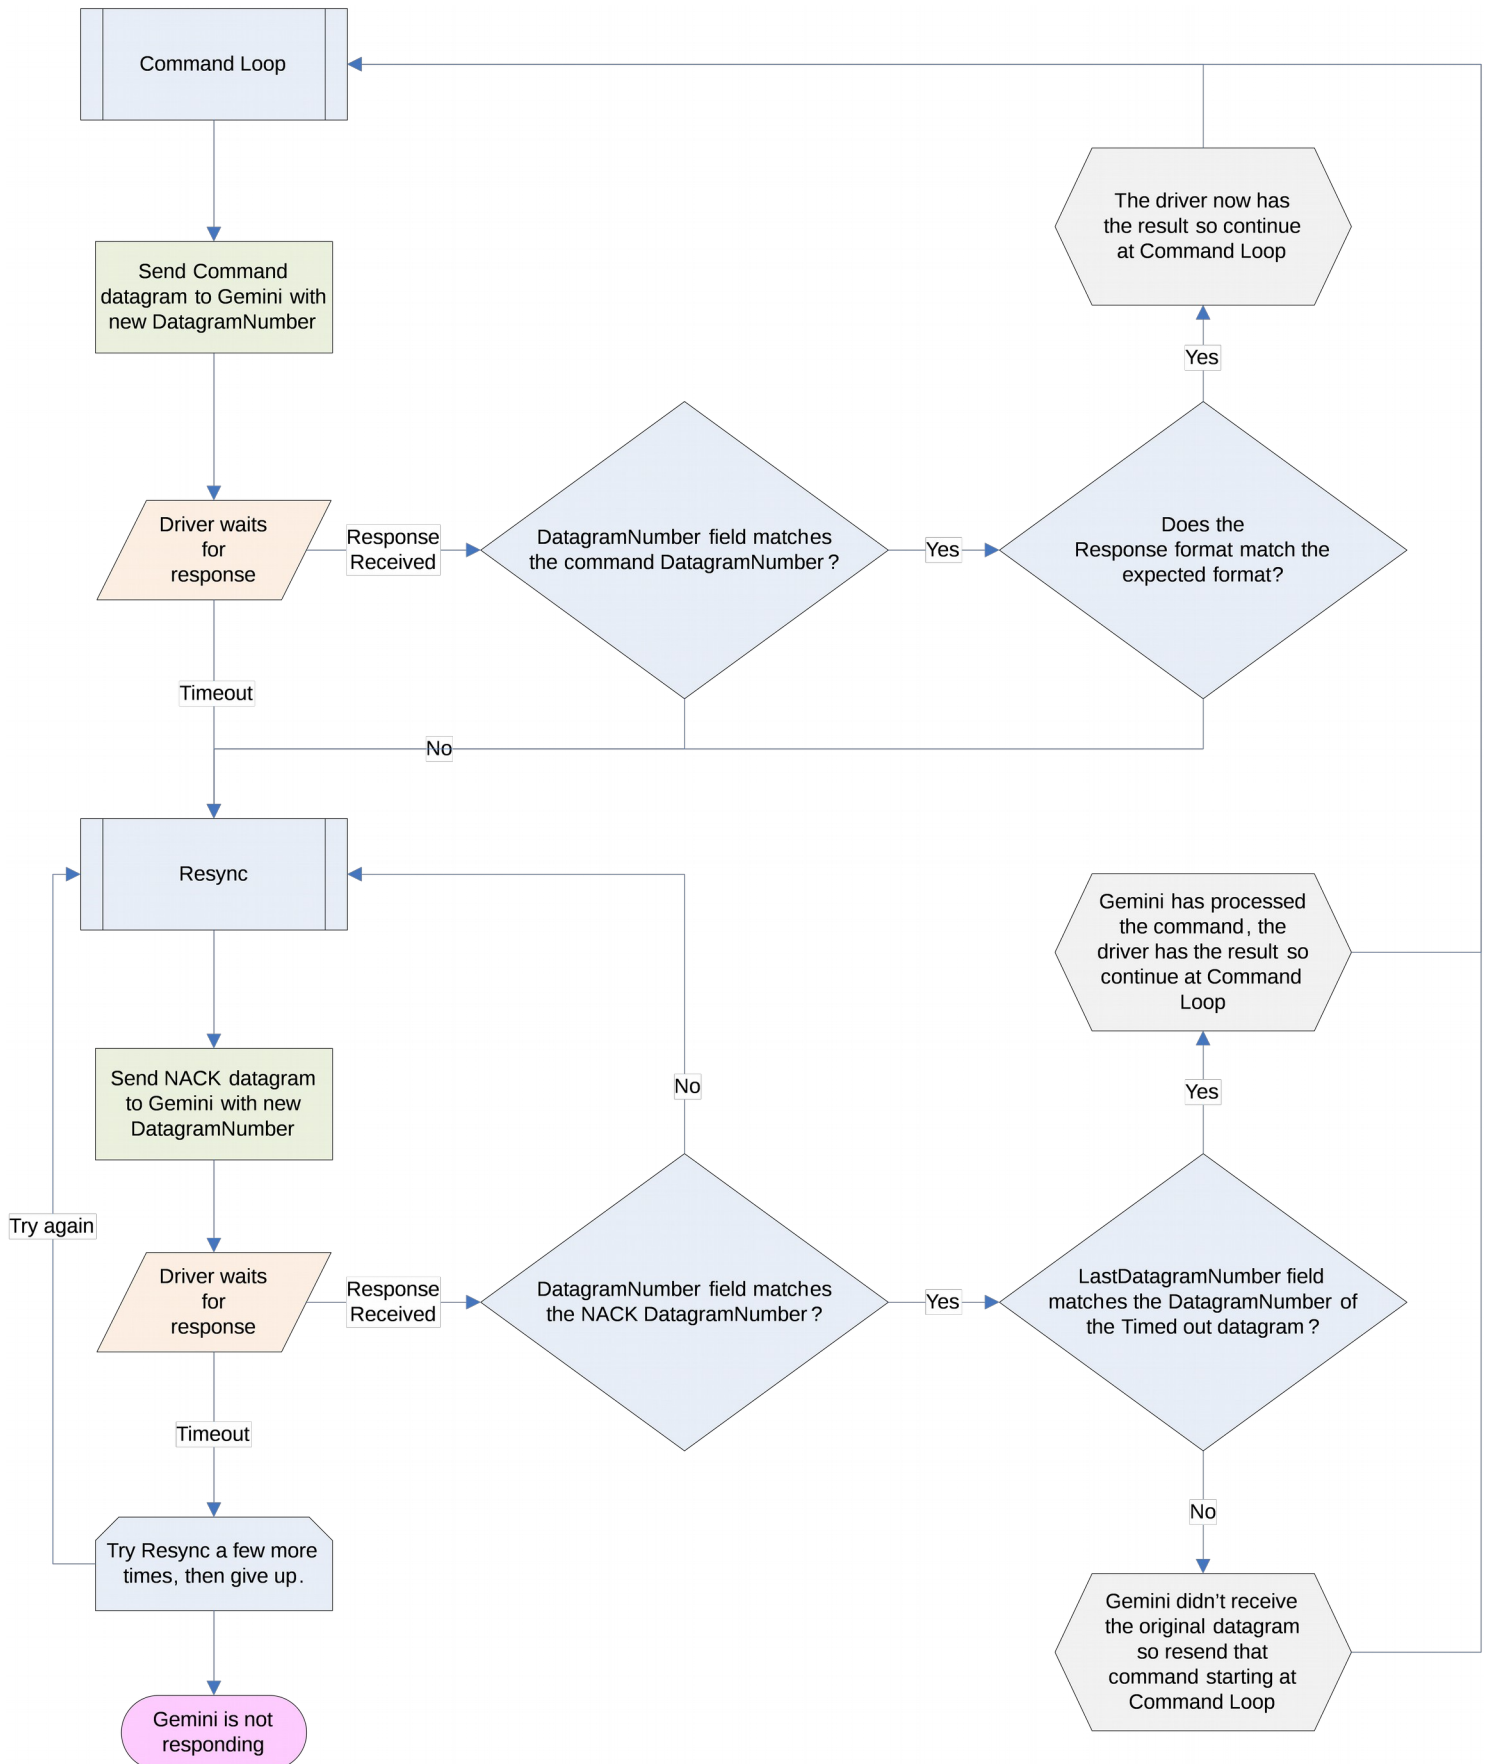 Command Loop
Send Command
datagram to Gemini with
new DatagramNumber
The driver now has
the result so continue
at Command Loop
Yes
Driver waits
for
response
Response
Received
DatagramNumber field matches
the command DatagramNumber?
Yes
Does the
Response format match the
expected format?
Timeout
No
Resync
Gemini has processed
the command, the
driver has the result so
continue at Command
Loop
Send NACK datagram
to Gemini with new
DatagramNumber
No
Yes
Try again
Driver waits
for
response
Response
Received
DatagramNumber field matches
the NACK DatagramNumber?
Yes
LastDatagramNumber field
matches the DatagramNumber of
the Timed out datagram?
Timeout
No
Try Resync a few more
times, then give up.
Gemini didn’t receive
the original datagram
so resend that
command starting at
Command Loop
Gemini is not
responding